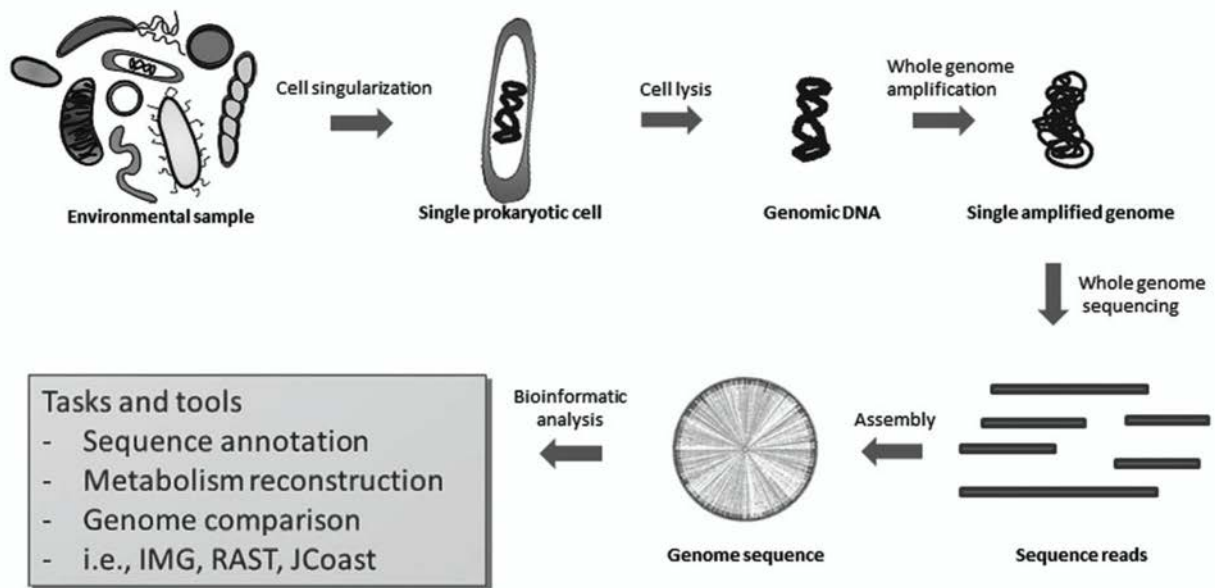 Cell singularization
Cell lysis
Whole genome
amplification
Environmental sample
Single prokaryotic cell
Genomic DNA
Single amplified genome
Whole genome
sequencing
Tasks and tools
- Sequence annotation
- Metabolism reconstruction
- Genome comparison
- i.e., IMG, RAST, JCoast
Bioinformatic
analysis
Genome sequence
Assembly
Sequence reads